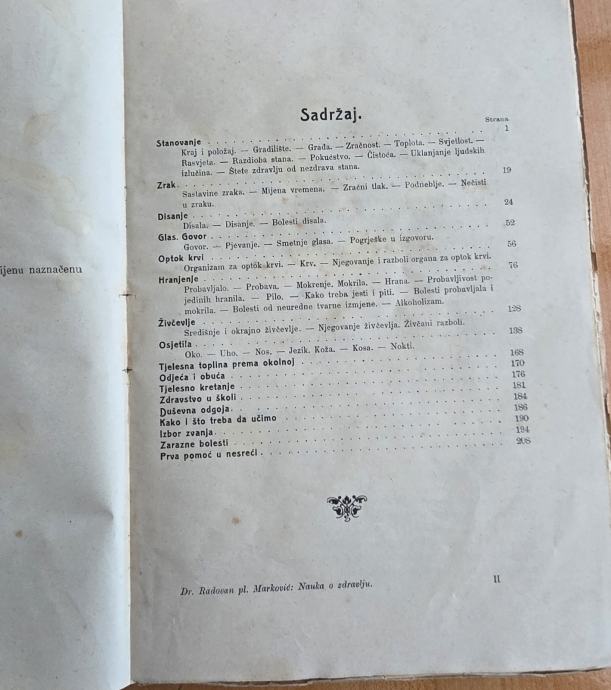 ijenu naznačenu
Sadržaj.
Strana
Stanovanje . . . . . . . . . . . . . . . . . . . 1
Kraj i položaj. — Gradilište. — Građa. — Zračnost. — Toplota. — Svjetlost. —
Rasvjeta. — Razdioba stana. — Pokućstvo. — Čistoća. — Uklanjanje ljudskih
izlučina. — Štete zdravlju od nezdrava stana.
Zrak . . . . . . . . . . . . . . . . . . . 19
Sastavine zraka. — Mijena vremena. — Zračni tlak. — Podneblje. — Nečisti
u zraku.
Disanje . . . . . . . . . . . . . . . . . . . 24
Disala. — Disanje. — Bolesti disala.
Glas. Govor . . . . . . . . . . . . . . . . . . . 52
Govor. — Pjevanje. — Smetnje glasa. — Pogrješke u izgovoru.
Optok krvi . . . . . . . . . . . . . . . . . . . 56
Organizam za optok krvi. — Krv. — Njegovanje i razboli organa za optok krvi.
Hranjenje . . . . . . . . . . . . . . . . . . . 76
Probavljalo. — Probava. — Mokrenje. Mokrila. — Hrana. — Probavljivost po-
jedinih hranila. — Pilo. — Kako treba jesti i piti. — Bolesti probavljala i
mokrila. — Bolesti od neuredne tvarne izmjene. — Alkoholizam.
Živčevlje . . . . . . . . . . . . . . . . . . . 128
Središnje i okrajno živčevlje. — Njegovanje živčevlja. Živčani razboli.
Osjetila . . . . . . . . . . . . . . . . . . . 138
Oko. — Uho. — Nos. — Jezik. Koža. — Kosa. — Nokti.
Tjelesna toplina prema okolnoj . . . . . . . . . . . . 168
Odjeća i obuća . . . . . . . . . . . . . . . . . . . 170
Tjelesno kretanje . . . . . . . . . . . . . . . . . . . 176
Zdravstvo u školi . . . . . . . . . . . . . . . . . . . 181
Duševna odgoja . . . . . . . . . . . . . . . . . . . 184
Kako i što treba da učimo . . . . . . . . . . . . . . . 186
Izbor zvanja . . . . . . . . . . . . . . . . . . . 190
Zarazne bolesti . . . . . . . . . . . . . . . . . . . 194
Prva pomoć u nesreći . . . . . . . . . . . . . . . . . . . 208
Dr. Radovan pl. Marković: Nauka o zdravlju.
II